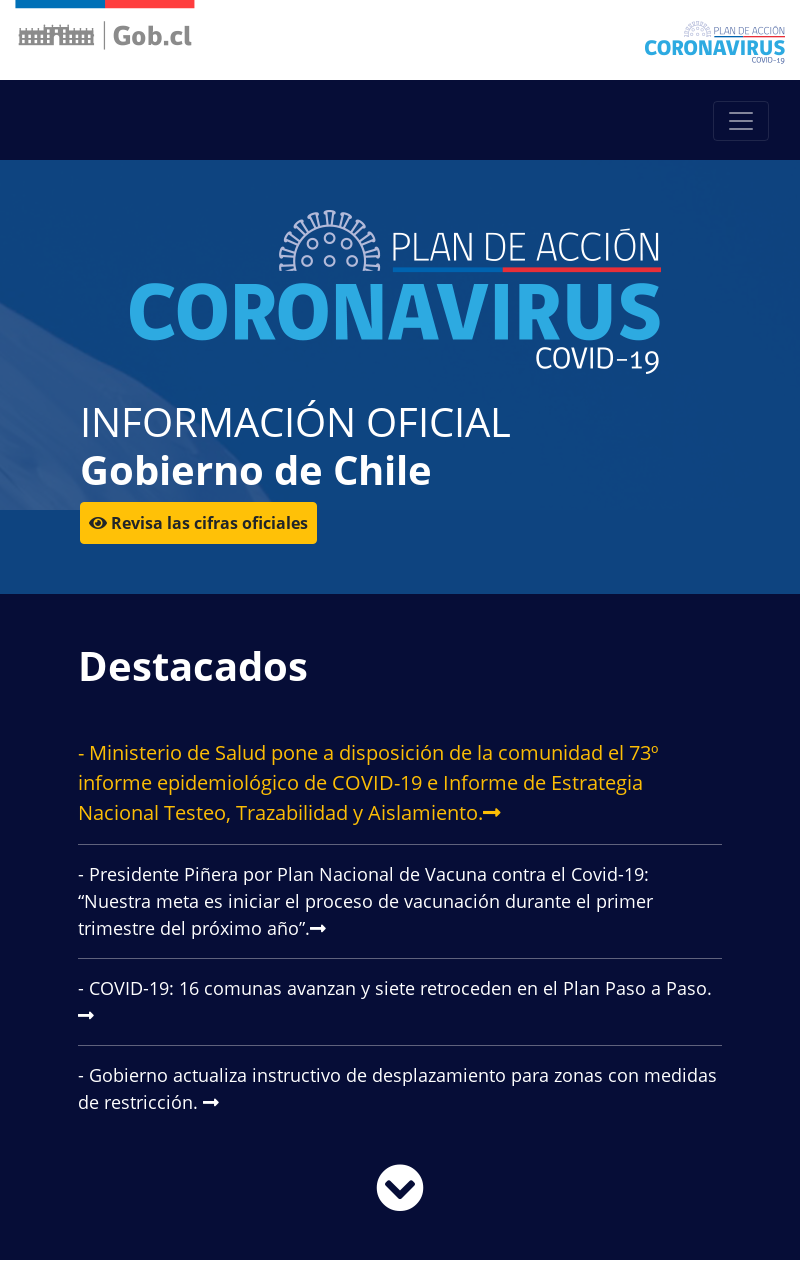 Gob.cl
PLAN DE ACCIÓN
CORONAVIRUS
COVID-19
PLAN DE ACCIÓN
CORONAVIRUS
COVID-19
INFORMACIÓN OFICIAL
Gobierno de Chile
Revisa las cifras oficiales
Destacados
- Ministerio de Salud pone a disposición de la comunidad el 73º
informe epidemiológico de COVID-19 e Informe de Estrategia
Nacional Testeo, Trazabilidad y Aislamiento.
- Presidente Piñera por Plan Nacional de Vacuna contra el Covid-19:
“Nuestra meta es iniciar el proceso de vacunación durante el primer
trimestre del próximo año”.
- COVID-19: 16 comunas avanzan y siete retroceden en el Plan Paso a Paso.
- Gobierno actualiza instructivo de desplazamiento para zonas con medidas
de restricción.